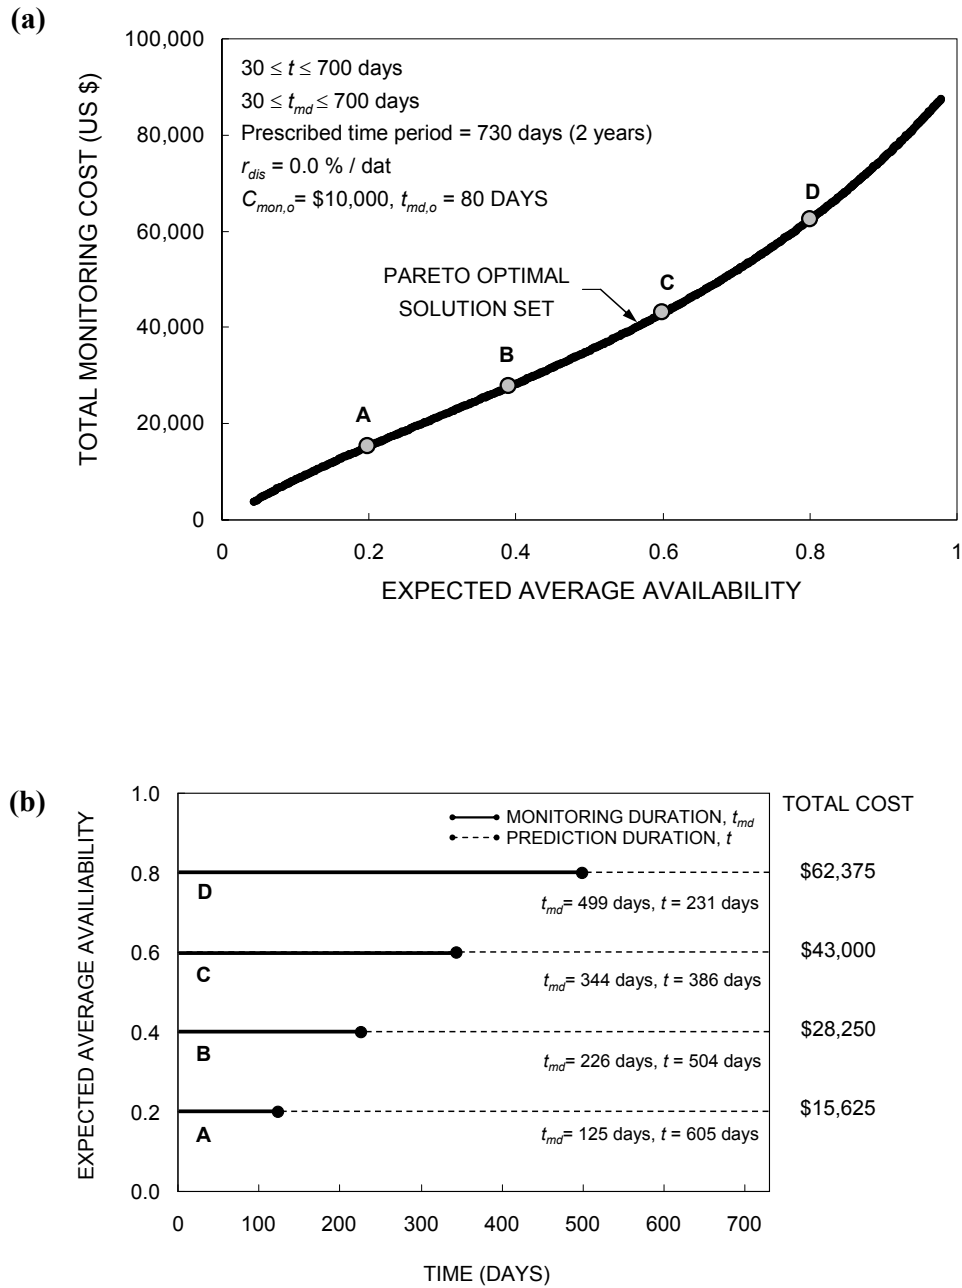 (a)
100,000
80,000
60,000
40,000
20,000
0
TOTAL MONITORING COST (US $)
30 ≤ t ≤ 700 days
30 ≤ tmd ≤ 700 days
Prescribed time period = 730 days (2 years)
rdis = 0.0 % / dat
Cmon,o= $10,000, tmd,o = 80 DAYS
PARETO OPTIMAL
SOLUTION SET
A
B
C
D
0 0.2 0.4 0.6 0.8 1
EXPECTED AVERAGE AVAILABILITY
(b)
EXPECTED AVERAGE AVAILIABILITY
1.0
0.8
0.6
0.4
0.2
0.0
MONITORING DURATION, tmd
PREDICTION DURATION, t
TOTAL COST
D
tmd= 499 days, t = 231 days
$62,375
C
tmd= 344 days, t = 386 days
$43,000
B
tmd= 226 days, t = 504 days
$28,250
A
tmd= 125 days, t = 605 days
$15,625
0 100 200 300 400 500 600 700
TIME (DAYS)